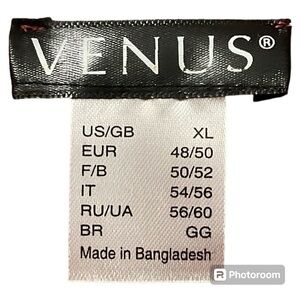 VENUS®
US/GB XL
EUR 48/50
F/B 50/52
IT 54/56
RU/UA 56/60
BR GG
Made in Bangladesh
Photoroom